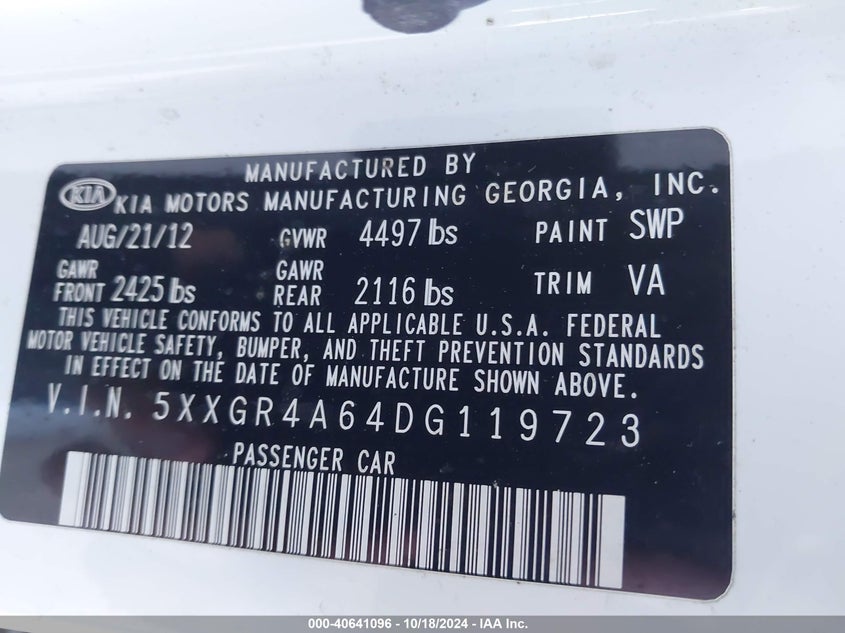 MANUFACTURED BY
KIA KIA MOTORS MANUFACTURING GEORGIA, INC.
AUG/21/12 GVWR 4497 lbs PAINT SWP
GAWR FRONT 2425 lbs GAWR REAR 2116 lbs TRIM VA
THIS VEHICLE CONFORMS TO ALL APPLICABLE U.S.A. FEDERAL
MOTOR VEHICLE SAFETY, BUMPER, AND THEFT PREVENTION STANDARDS
IN EFFECT ON THE DATE OF MANUFACTURE SHOWN ABOVE.
V.I.N. 5XXGR4A64DG119723
PASSENGER CAR
000-40641096 - 10/18/2024 - IAA Inc.